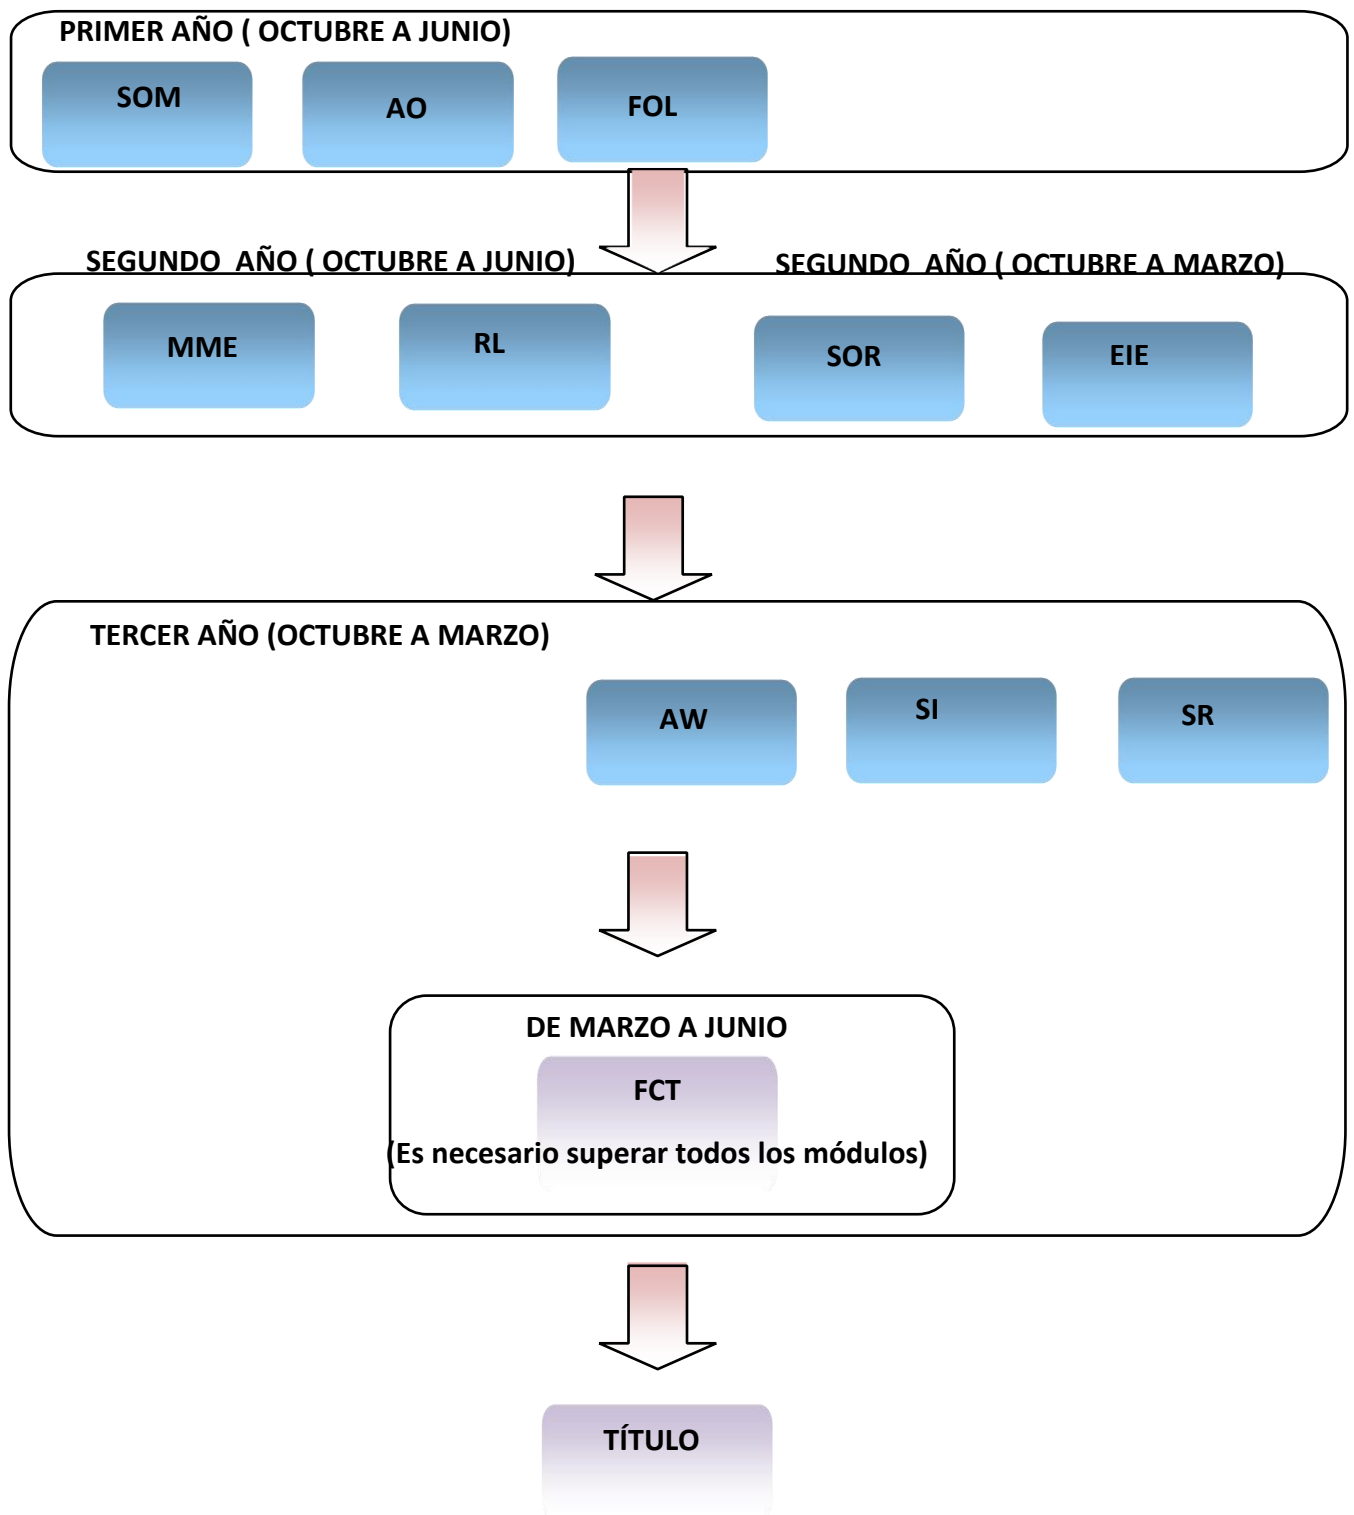 PRIMER AÑO ( OCTUBRE A JUNIO)
SOM
AO
FOL
SEGUNDO  AÑO ( OCTUBRE A JUNIO)
SEGUNDO  AÑO ( OCTUBRE A MARZO)
MME
RL
SOR
EIE
TERCER AÑO (OCTUBRE A MARZO)
AW
SI
SR
DE MARZO A JUNIO
FCT
(Es necesario superar todos los módulos)
TÍTULO